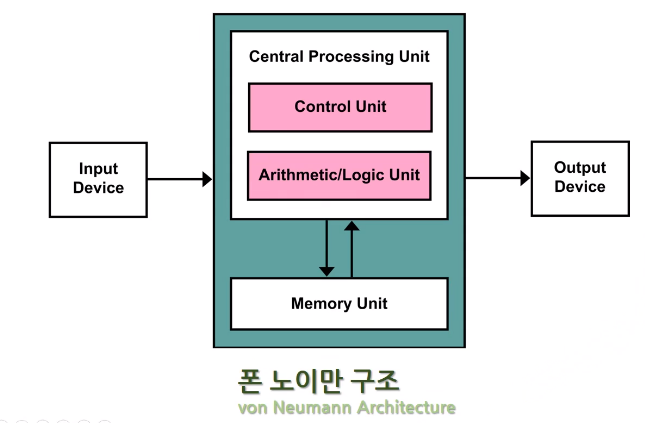 Central Processing Unit
Control Unit
Arithmetic/Logic Unit
Input
Device
Output
Device
Memory Unit
폰 노이만 구조
von Neumann Architecture